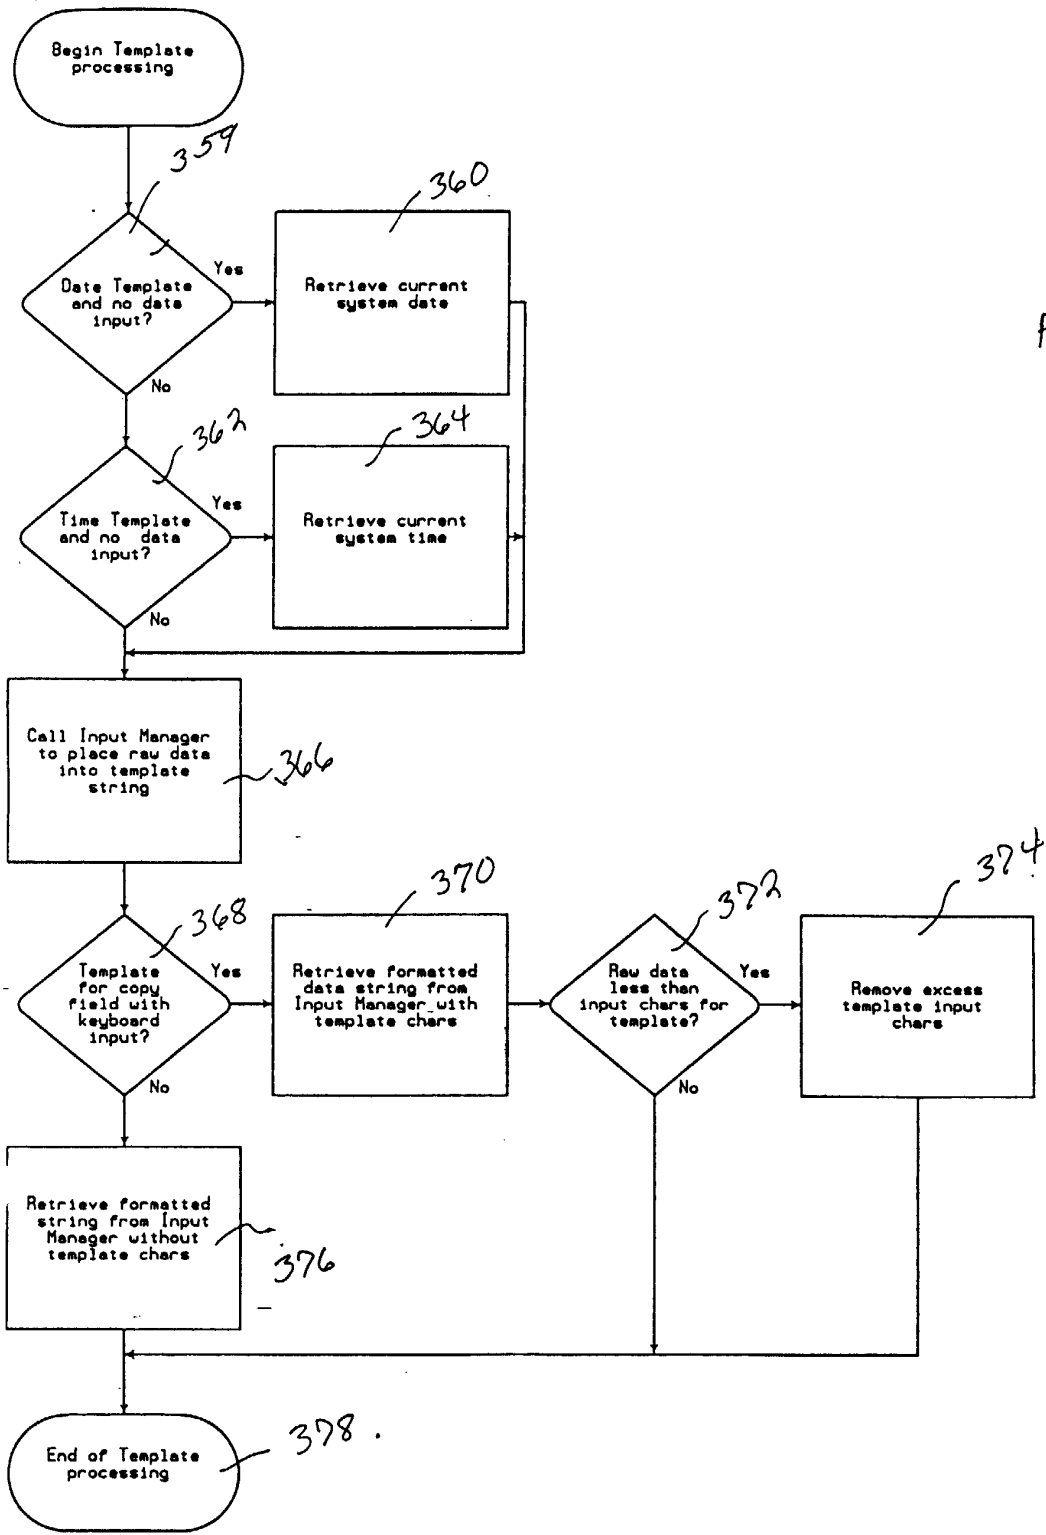 Begin Template
processing
359
360
Date Template
and no data
input?
Yes
Retrieve current
system date
No
362
364
Time Template
and no data
input?
Yes
Retrieve current
system time
No
Call Input Manager
to place raw data
into template
string
366
368
370
372
374
Template
for copy
field with
keyboard
input?
Yes
Retrieve formatted
data string from
Input Manager with
template chars
Raw data
less than
input chars for
template?
Yes
Remove excess
template input
chars
No
No
Retrieve formatted
string from Input
Manager without
template chars
376
End of Template
processing
378.